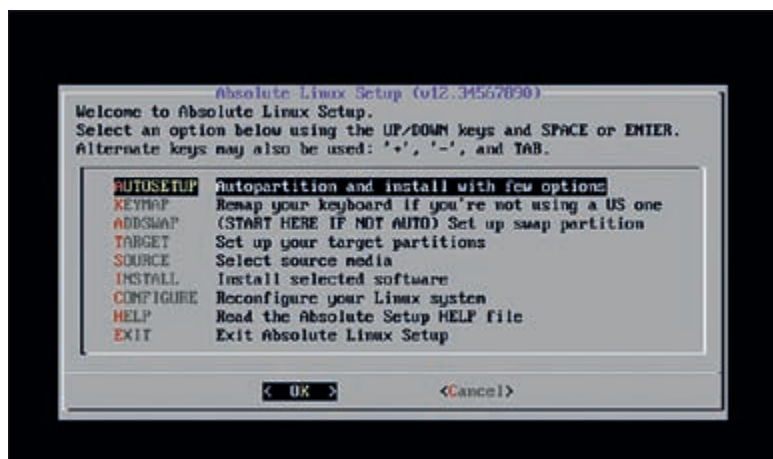 Absolute Linux Setup (v12.34567890)
Welcome to Absolute Linux Setup.
Select an option below using the UP/DOWN keys and SPACE or ENTER.
Alternate keys may also be used: '+', '-', and TAB.
AUTOSETUP Autopartition and install with few options
KEYMAP Remap your keyboard if you're not using a US one
ADDSWAP (START HERE IF NOT AUTO) Set up swap partition
TARGET Set up your target partitions
SOURCE Select source media
INSTALL Install selected software
CONFIGURE Reconfigure your Linux system
HELP Read the Absolute Setup HELP file
EXIT Exit Absolute Linux Setup
< OK > <Cancel>